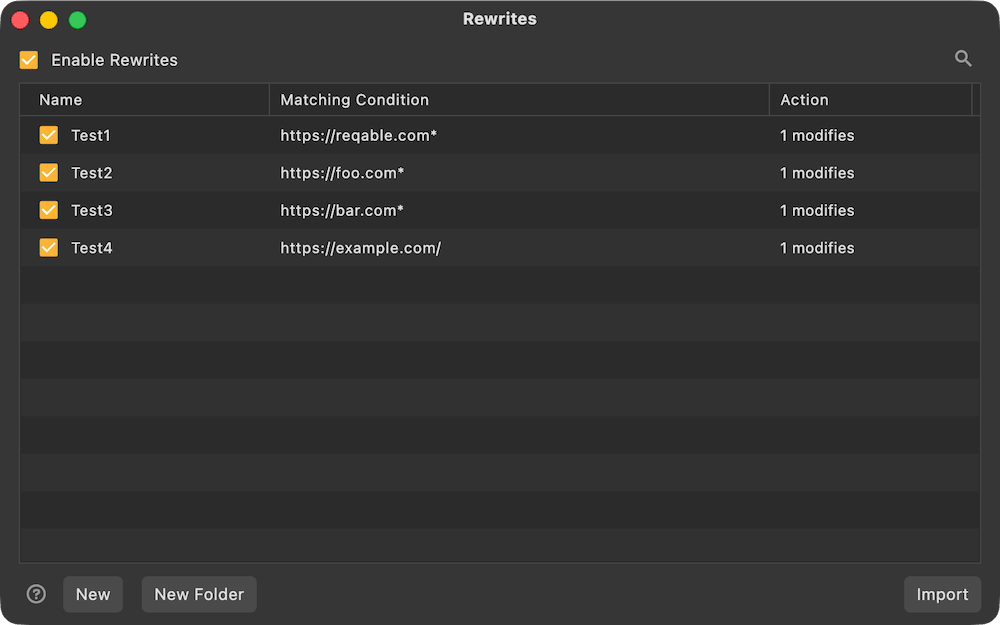 Rewrites
Enable Rewrites
Name Matching Condition Action
Test1 https://reqable.com* 1 modifies
Test2 https://foo.com* 1 modifies
Test3 https://bar.com* 1 modifies
Test4 https://example.com/ 1 modifies
? New New Folder Import